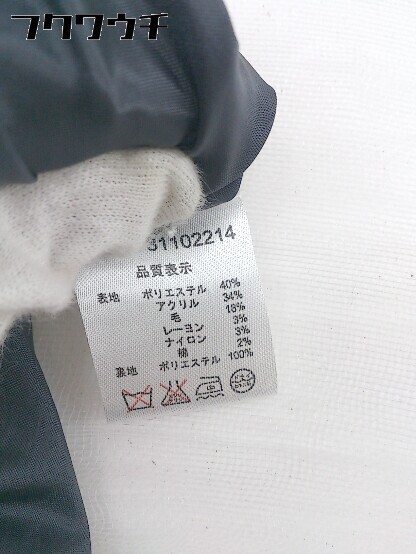 フクワウチ
31102214
品質表示
表地 ポリエステル 40%
アクリル 34%
毛 18%
レーヨン 3%
ナイロン 3%
棉 2%
裏地 ポリエステル 100%